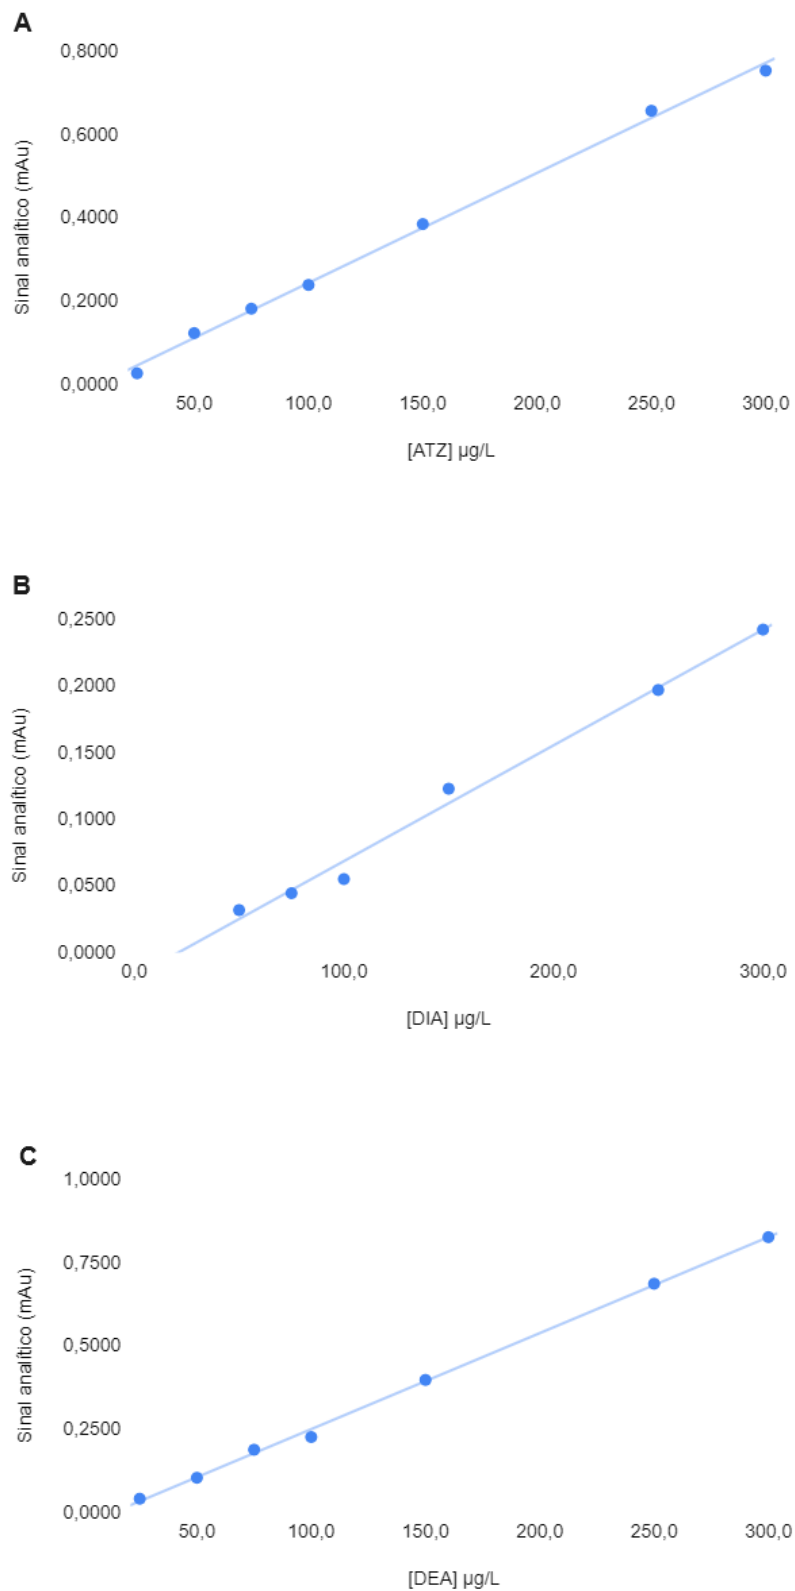 A
0,8000
0,6000
0,4000
0,2000
0,0000
Sinal analítico (mAu)
50,0 100,0 150,0 200,0 250,0 300,0
[ATZ] µg/L
B
0,2500
0,2000
0,1500
0,1000
0,0500
0,0000
Sinal analítico (mAu)
0,0 100,0 200,0 300,0
[DIA] µg/L
C
1,0000
0,7500
0,5000
0,2500
0,0000
Sinal analítico (mAu)
50,0 100,0 150,0 200,0 250,0 300,0
[DEA] µg/L